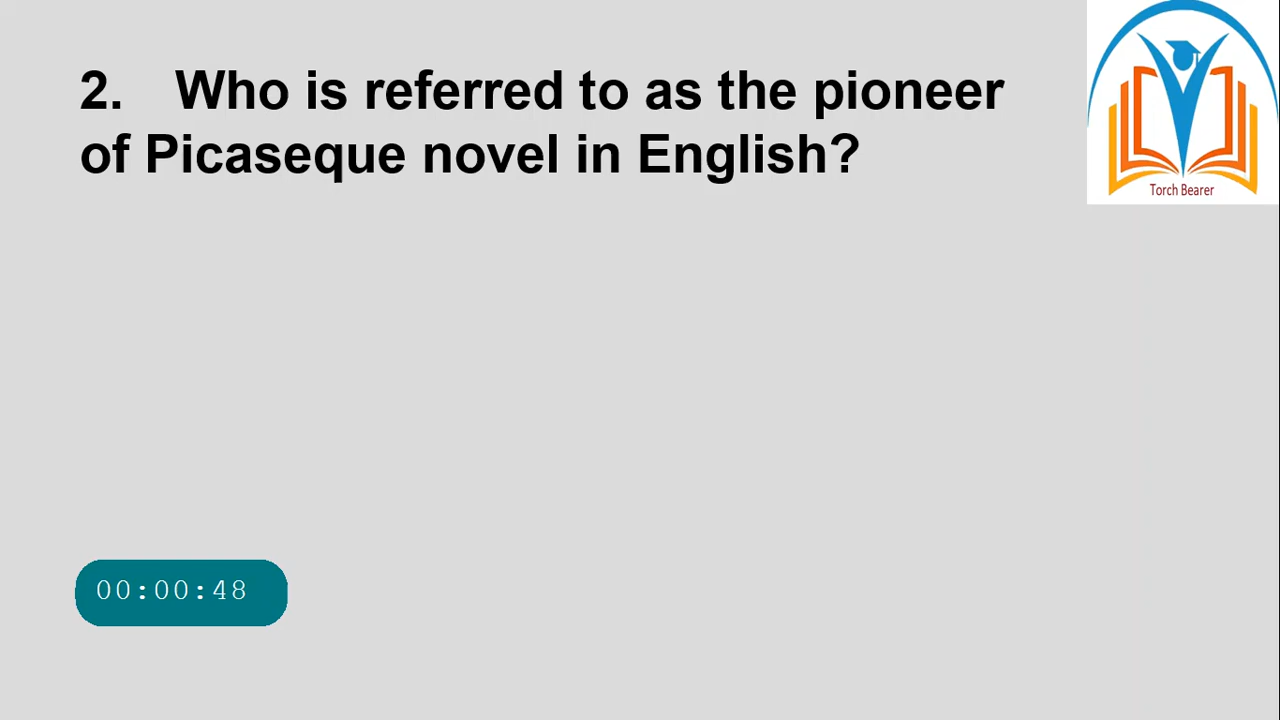 2. Who is referred to as the pioneer
of Picaseque novel in English?
Torch Bearer
00:00:48